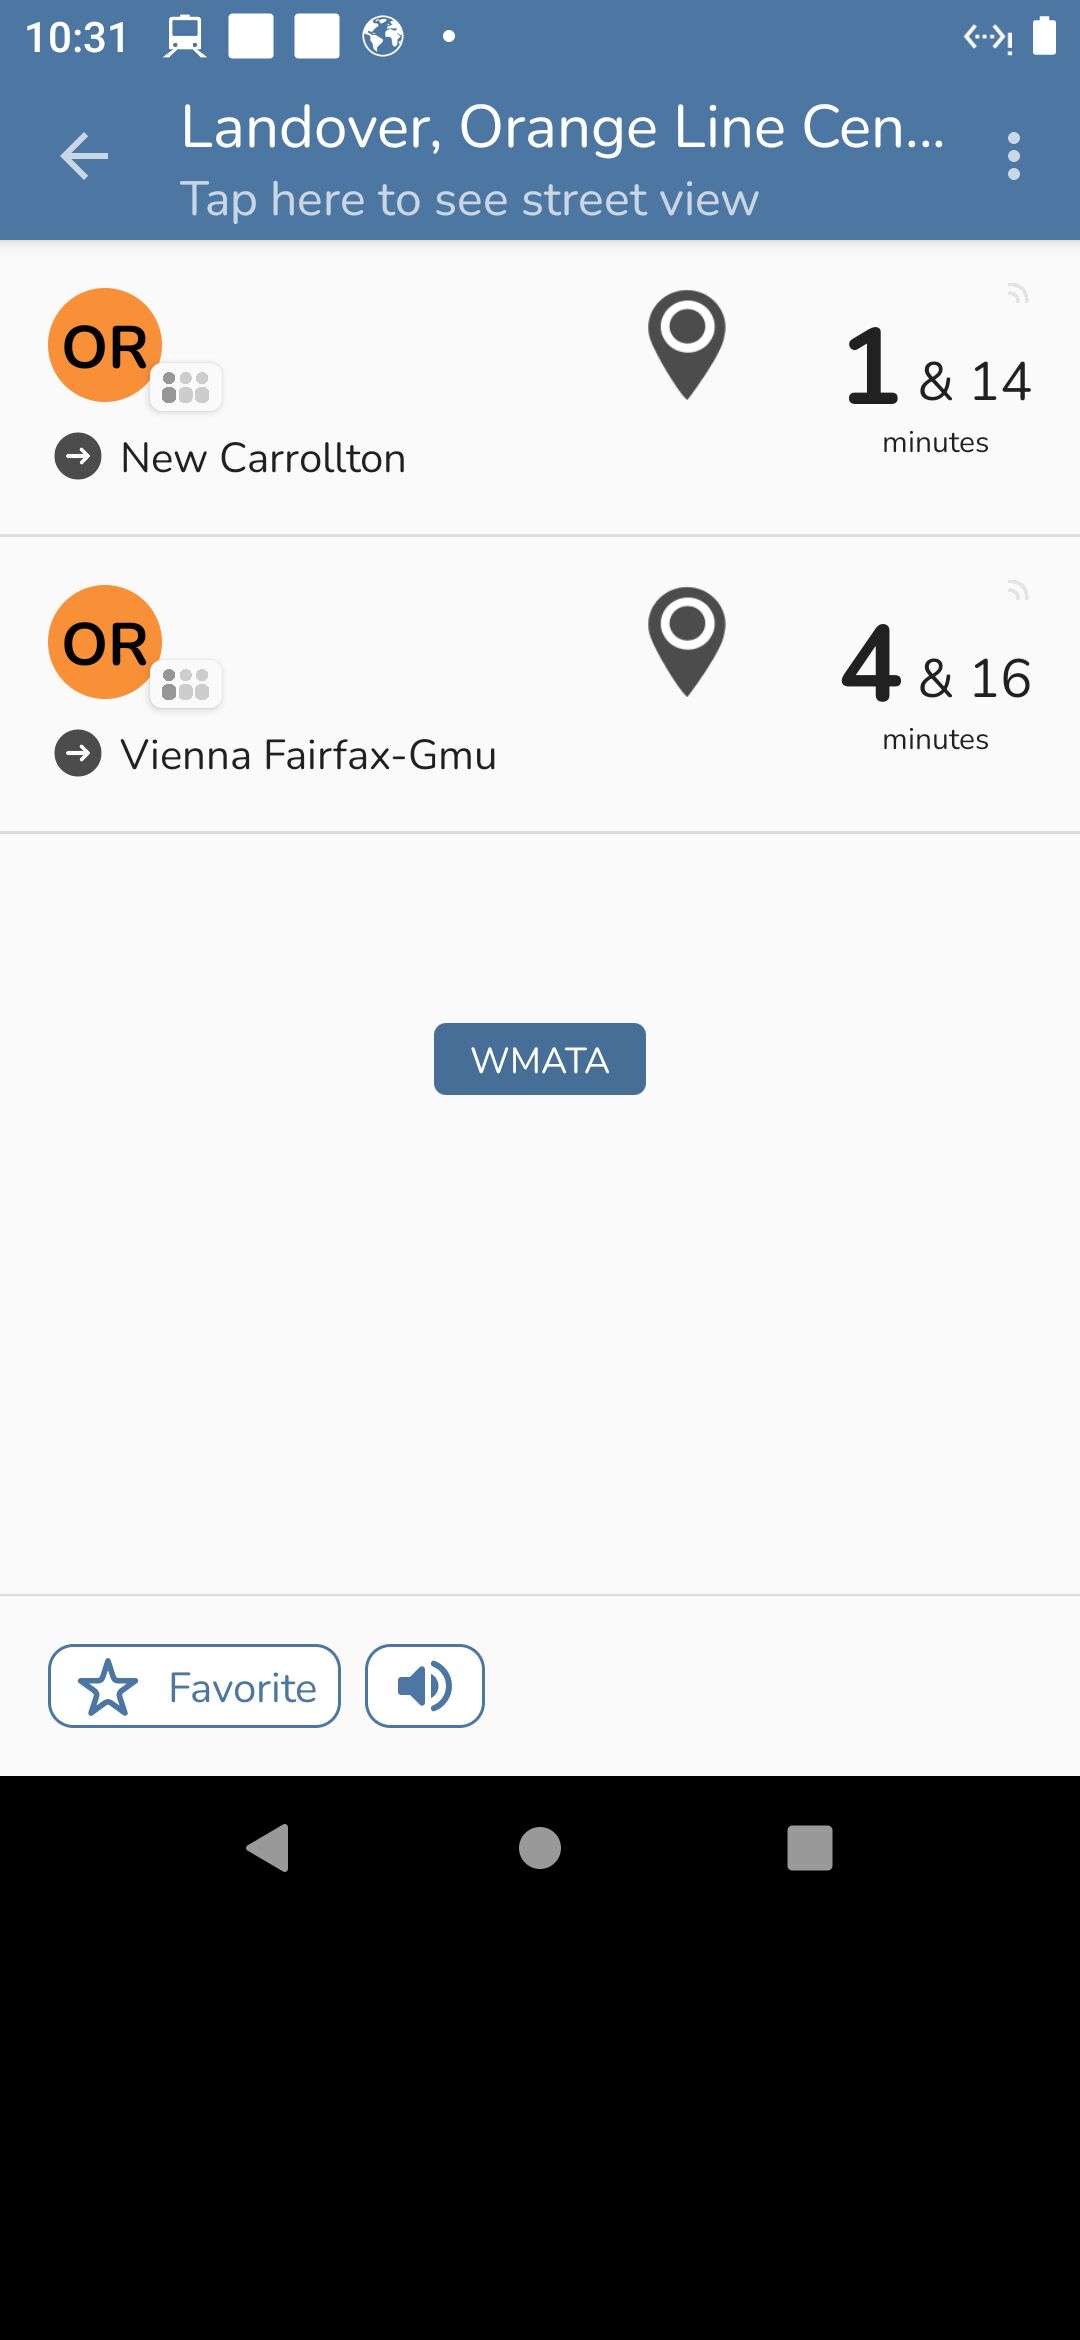 10:31
Landover, Orange Line Cen...
Tap here to see street view
OR
1 & 14
minutes
New Carrollton
OR
4 & 16
minutes
Vienna Fairfax-Gmu
WMATA
Favorite